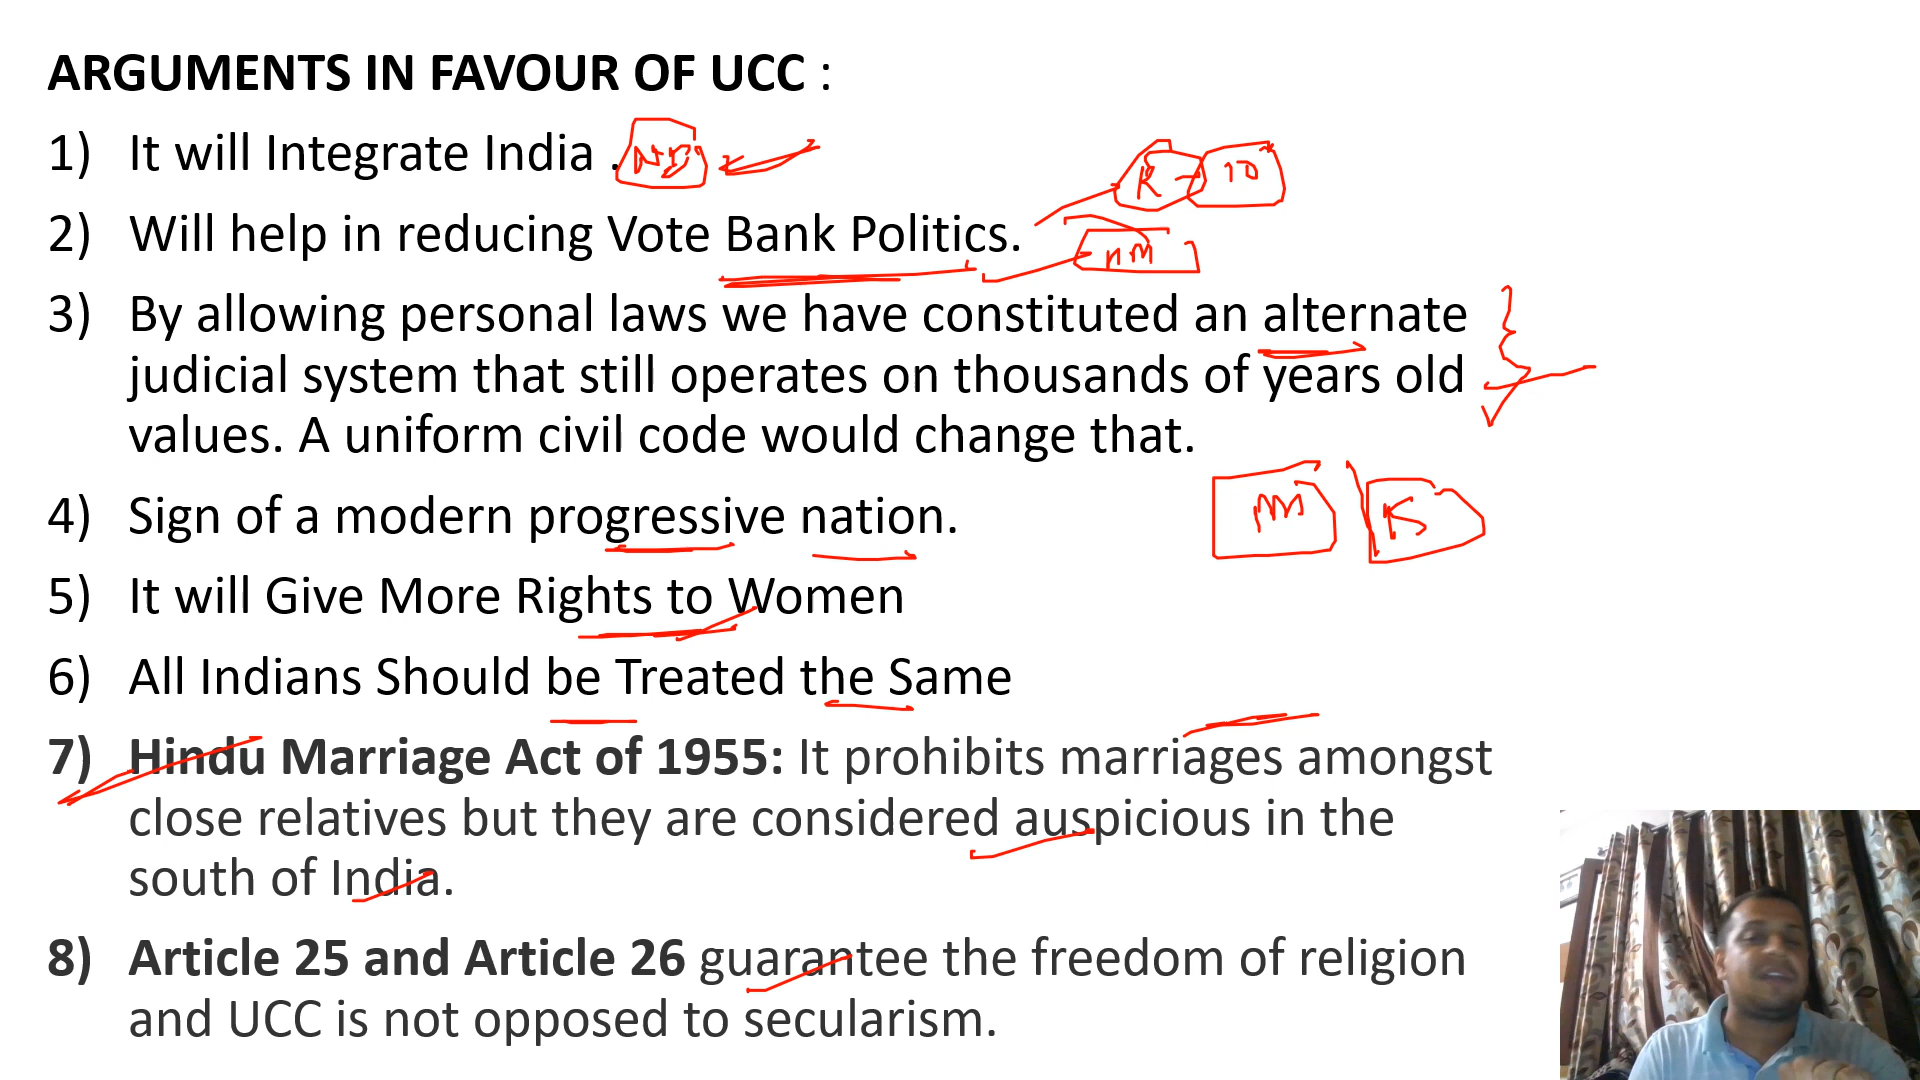 ARGUMENTS IN FAVOUR OF UCC :
1) It will Integrate India .
2) Will help in reducing Vote Bank Politics.
R - 10
nm
3) By allowing personal laws we have constituted an alternate
judicial system that still operates on thousands of years old
values. A uniform civil code would change that.
4) Sign of a modern progressive nation.
K
5) It will Give More Rights to Women
6) All Indians Should be Treated the Same
7) Hindu Marriage Act of 1955: It prohibits marriages amongst
close relatives but they are considered auspicious in the
south of India.
8) Article 25 and Article 26 guarantee the freedom of religion
and UCC is not opposed to secularism.